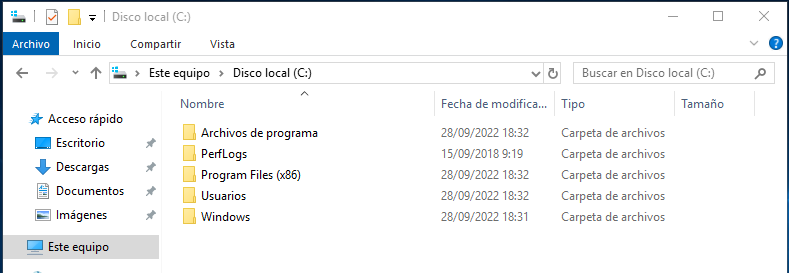 Disco local (C:)
Archivo Inicio Compartir Vista
Este equipo Disco local (C:) Buscar en Disco local (C:)
Nombre Fecha de modifica... Tipo Tamaño
Acceso rápido
Escritorio
Descargas
Documentos
Imágenes
Este equipo
Archivos de programa 28/09/2022 18:32 Carpeta de archivos
PerfLogs 15/09/2018 9:19 Carpeta de archivos
Program Files (x86) 28/09/2022 18:32 Carpeta de archivos
Usuarios 28/09/2022 18:32 Carpeta de archivos
Windows 28/09/2022 18:31 Carpeta de archivos